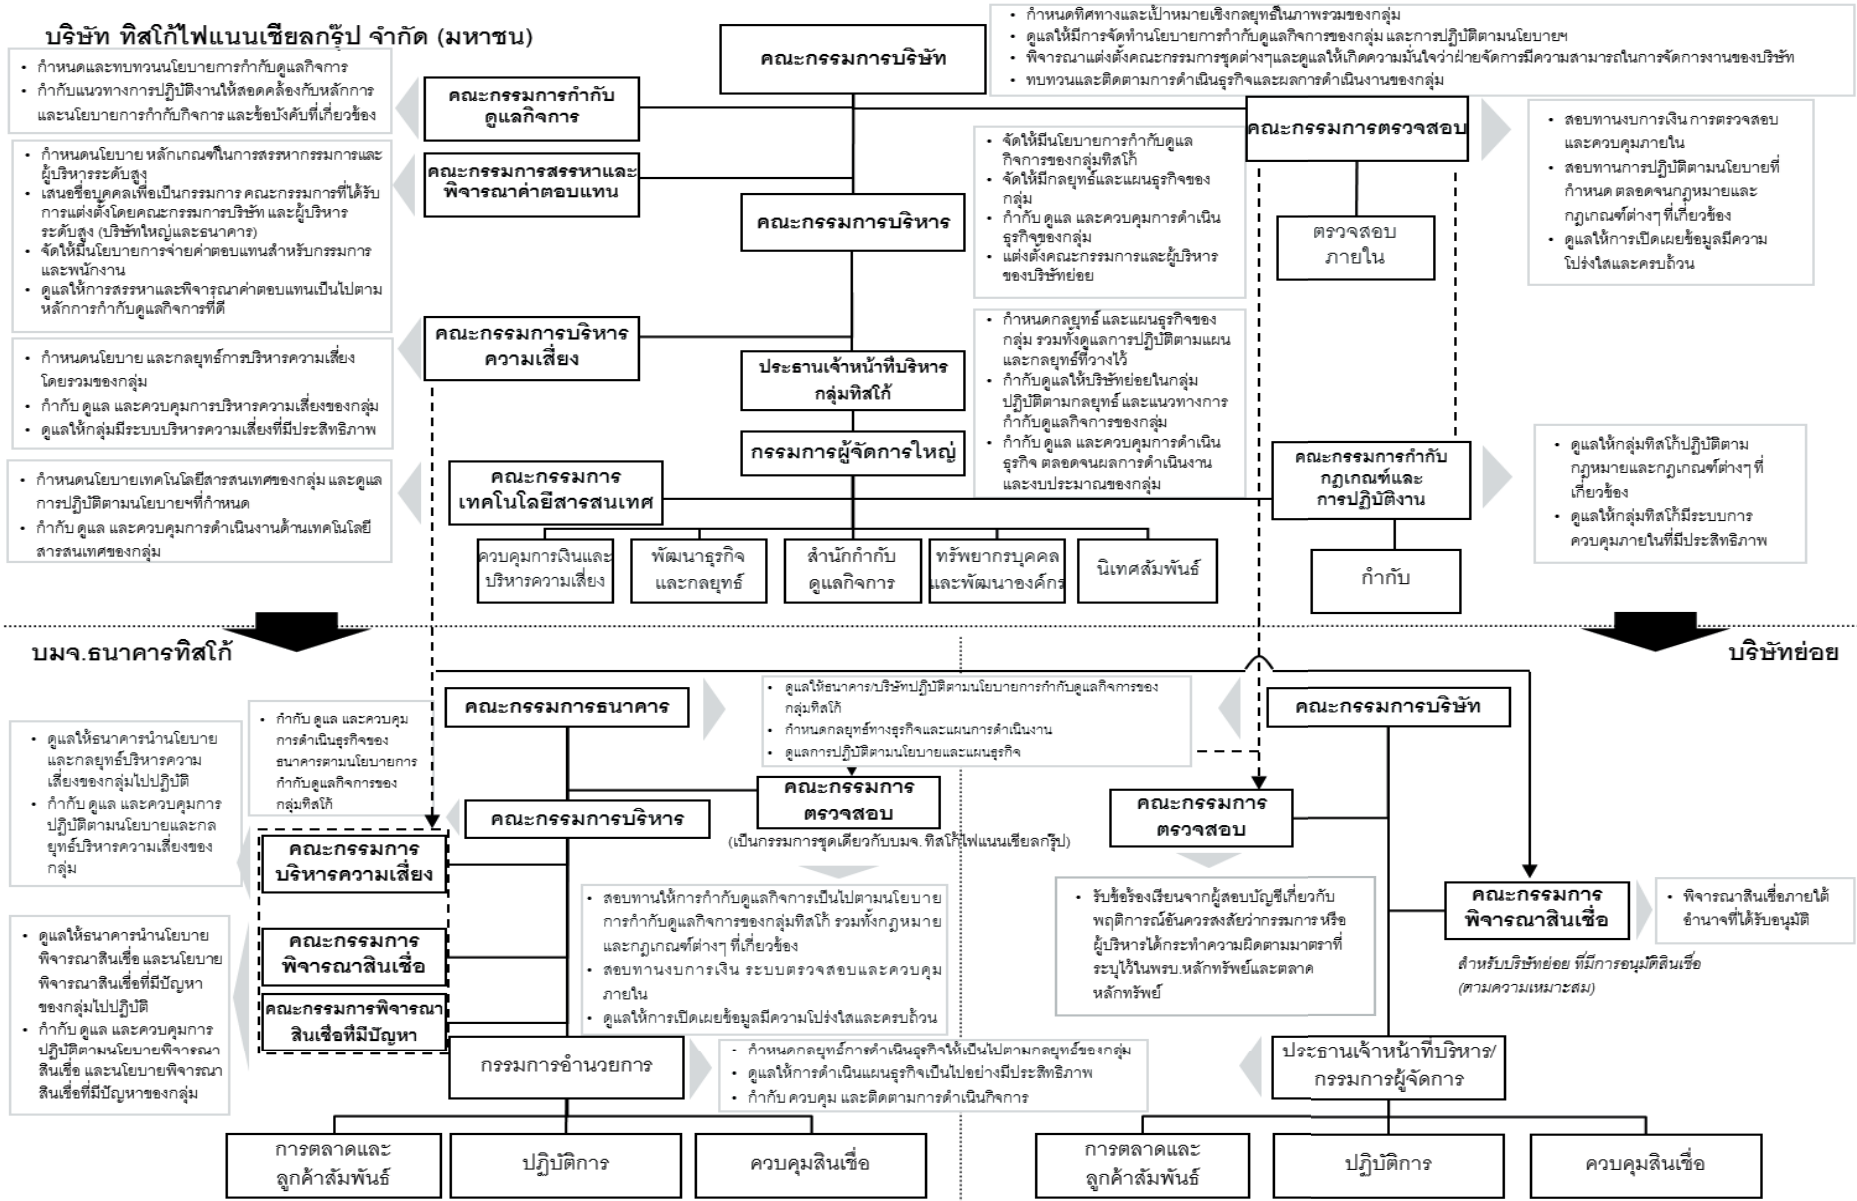 บริษัท ทิสโก้ไฟแนนเชียลกรุ๊ป จำกัด (มหาชน)
คณะกรรมการบริษัท
• กำหนดทิศทางและเป้าหมายเชิงกลยุทธ์ในภาพรวมของกลุ่ม
• ดูแลให้มีการจัดทำนโยบายการกำกับดูแลกิจการของกลุ่ม และการปฏิบัติตามนโยบายฯ
• พิจารณาแต่งตั้งคณะกรรมการชุดต่างๆและดูแลให้เกิดความมั่นใจว่าฝ่ายจัดการมีความสามารถในการจัดการงานของบริษัท
• ทบทวนและติดตามการดำเนินธุรกิจและผลการดำเนินงานของกลุ่ม
• กำหนดและทบทวนนโยบายการกำกับดูแลกิจการ
• กำกับแนวทางการปฏิบัติงานให้สอดคล้องกับหลักการ
และนโยบายการกำกับกิจการ และข้อบังคับที่เกี่ยวข้อง
คณะกรรมการกำกับ
ดูแลกิจการ
• กำหนดนโยบาย หลักเกณฑ์ในการสรรหากรรมการและ
ผู้บริหารระดับสูง
• เสนอชื่อบุคคลเพื่อเป็นกรรมการ คณะกรรมการที่ได้รับ
การแต่งตั้งโดยคณะกรรมการบริษัท และผู้บริหาร
ระดับสูง (บริษัทใหญ่และธนาคาร)
• จัดให้มีนโยบายการจ่ายค่าตอบแทนสำหรับกรรมการ
และพนักงาน
• ดูแลให้การสรรหาและพิจารณาค่าตอบแทนเป็นไปตาม
หลักการกำกับดูแลกิจการที่ดี
คณะกรรมการสรรหาและ
พิจารณาค่าตอบแทน
คณะกรรมการบริหาร
• จัดให้มีนโยบายการกำกับดูแล
กิจการของกลุ่มทิสโก้
• จัดให้มีกลยุทธ์และแผนธุรกิจของ
กลุ่ม
• กำกับ ดูแล และควบคุมการดำเนิน
ธุรกิจของกลุ่ม
• แต่งตั้งคณะกรรมการและผู้บริหาร
ของบริษัทย่อย
คณะกรรมการตรวจสอบ
ตรวจสอบ
ภายใน
• สอบทานงบการเงิน การตรวจสอบ
และควบคุมภายใน
• สอบทานการปฏิบัติตามนโยบายที่
กำหนด ตลอดจนกฎหมายและ
กฎเกณฑ์ต่างๆ ที่เกี่ยวข้อง
• ดูแลให้การเปิดเผยข้อมูลมีความ
โปร่งใสและครบถ้วน
• กำหนดนโยบาย และกลยุทธ์การบริหารความเสี่ยง
โดยรวมของกลุ่ม
• กำกับ ดูแล และควบคุมการบริหารความเสี่ยงของกลุ่ม
• ดูแลให้กลุ่มมีระบบบริหารความเสี่ยงที่มีประสิทธิภาพ
คณะกรรมการบริหาร
ความเสี่ยง
ประธานเจ้าหน้าที่บริหาร
กลุ่มทิสโก้
กรรมการผู้จัดการใหญ่
• กำหนดกลยุทธ์ และแผนธุรกิจของ
กลุ่ม รวมทั้งดูแลการปฏิบัติตามแผน
และกลยุทธ์ที่วางไว้
• กำกับดูแลให้บริษัทย่อยในกลุ่ม
ปฏิบัติตามกลยุทธ์ และแนวทางการ
กำกับดูแลกิจการของกลุ่ม
• กำกับ ดูแล และควบคุมการดำเนิน
ธุรกิจ ตลอดจนผลการดำเนินงาน
และงบประมาณของกลุ่ม
• กำหนดนโยบายเทคโนโลยีสารสนเทศของกลุ่ม และดูแล
การปฏิบัติตามนโยบายฯที่กำหนด
• กำกับ ดูแล และควบคุมการดำเนินงานด้านเทคโนโลยี
สารสนเทศของกลุ่ม
คณะกรรมการ
เทคโนโลยีสารสนเทศ
คณะกรรมการกำกับ
กฎเกณฑ์และ
การปฏิบัติงาน
• ดูแลให้กลุ่มทิสโก้ปฏิบัติตาม
กฎหมายและกฎเกณฑ์ต่างๆ ที่
เกี่ยวข้อง
• ดูแลให้กลุ่มทิสโก้มีระบบการ
ควบคุมภายในที่มีประสิทธิภาพ
ควบคุมการเงินและ
บริหารความเสี่ยง
พัฒนาธุรกิจ
และกลยุทธ์
สำนักกำกับ
ดูแลกิจการ
ทรัพยากรบุคคล
และพัฒนาองค์กร
นิเทศสัมพันธ์
กำกับ
บมจ.ธนาคารทิสโก้
บริษัทย่อย
คณะกรรมการธนาคาร
• ดูแลให้ธนาคาร/บริษัทปฏิบัติตามนโยบายการกำกับดูแลกิจการของ
กลุ่มทิสโก้
• กำหนดกลยุทธ์ทางธุรกิจและแผนการดำเนินงาน
• ดูแลการปฏิบัติตามนโยบายและแผนธุรกิจ
คณะกรรมการบริษัท
• ดูแลให้ธนาคารนำนโยบาย
และกลยุทธ์บริหารความ
เสี่ยงของกลุ่มไปปฏิบัติ
• กำกับ ดูแล และควบคุมการ
ปฏิบัติตามนโยบายและกล
ยุทธ์บริหารความเสี่ยงของ
กลุ่ม
• กำกับ ดูแล และควบคุม
การดำเนินธุรกิจของ
ธนาคารตามนโยบายการ
กำกับดูแลกิจการของ
กลุ่มทิสโก้
คณะกรรมการบริหาร
คณะกรรมการ
ตรวจสอบ
(เป็นกรรมการชุดเดียวกับบมจ. ทิสโก้ไฟแนนเชียลกรุ๊ป)
คณะกรรมการ
ตรวจสอบ
คณะกรรมการ
บริหารความเสี่ยง
คณะกรรมการ
พิจารณาสินเชื่อ
คณะกรรมการพิจารณา
สินเชื่อที่มีปัญหา
• ดูแลให้ธนาคารนำนโยบาย
พิจารณาสินเชื่อ และนโยบาย
พิจารณาสินเชื่อที่มีปัญหา
ของกลุ่มไปปฏิบัติ
• กำกับ ดูแล และควบคุมการ
ปฏิบัติตามนโยบายพิจารณา
สินเชื่อ และนโยบายพิจารณา
สินเชื่อที่มีปัญหาของกลุ่ม
• สอบทานให้การกำกับดูแลกิจการเป็นไปตามนโยบาย
การกำกับดูแลกิจการของกลุ่มทิสโก้ รวมทั้งกฎหมาย
และกฎเกณฑ์ต่างๆ ที่เกี่ยวข้อง
• สอบทานงบการเงิน ระบบตรวจสอบและควบคุม
ภายใน
• ดูแลให้การเปิดเผยข้อมูลมีความโปร่งใสและครบถ้วน
• รับข้อร้องเรียนจากผู้สอบบัญชีเกี่ยวกับ
พฤติการณ์อันควรสงสัยว่ากรรมการ หรือ
ผู้บริหารได้กระทำความผิดตามมาตราที่
ระบุไว้ในพรบ.หลักทรัพย์และตลาด
หลักทรัพย์
คณะกรรมการ
พิจารณาสินเชื่อ
สำหรับบริษัทย่อย ที่มีการอนุมัติสินเชื่อ
(ตามความเหมาะสม)
• พิจารณาสินเชื่อภายใต้
อำนาจที่ได้รับอนุมัติ
กรรมการอำนวยการ
- กำหนดกลยุทธ์การดำเนินธุรกิจให้เป็นไปตามกลยุทธ์ของกลุ่ม
• ดูแลให้การดำเนินแผนธุรกิจเป็นไปอย่างมีประสิทธิภาพ
• กำกับ ควบคุม และติดตามการดำเนินกิจการ
ประธานเจ้าหน้าที่บริหาร/
กรรมการผู้จัดการ
การตลาดและ
ลูกค้าสัมพันธ์
ปฏิบัติการ
ควบคุมสินเชื่อ
การตลาดและ
ลูกค้าสัมพันธ์
ปฏิบัติการ
ควบคุมสินเชื่อ